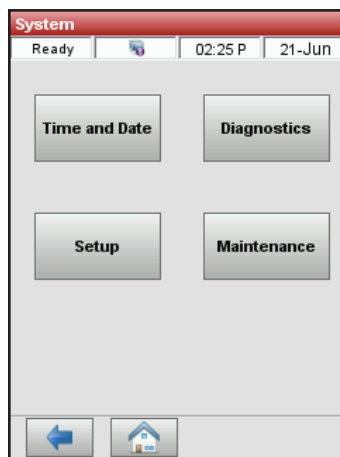 System
Ready 02:25 P 21-Jun
Time and Date Diagnostics
Setup Maintenance